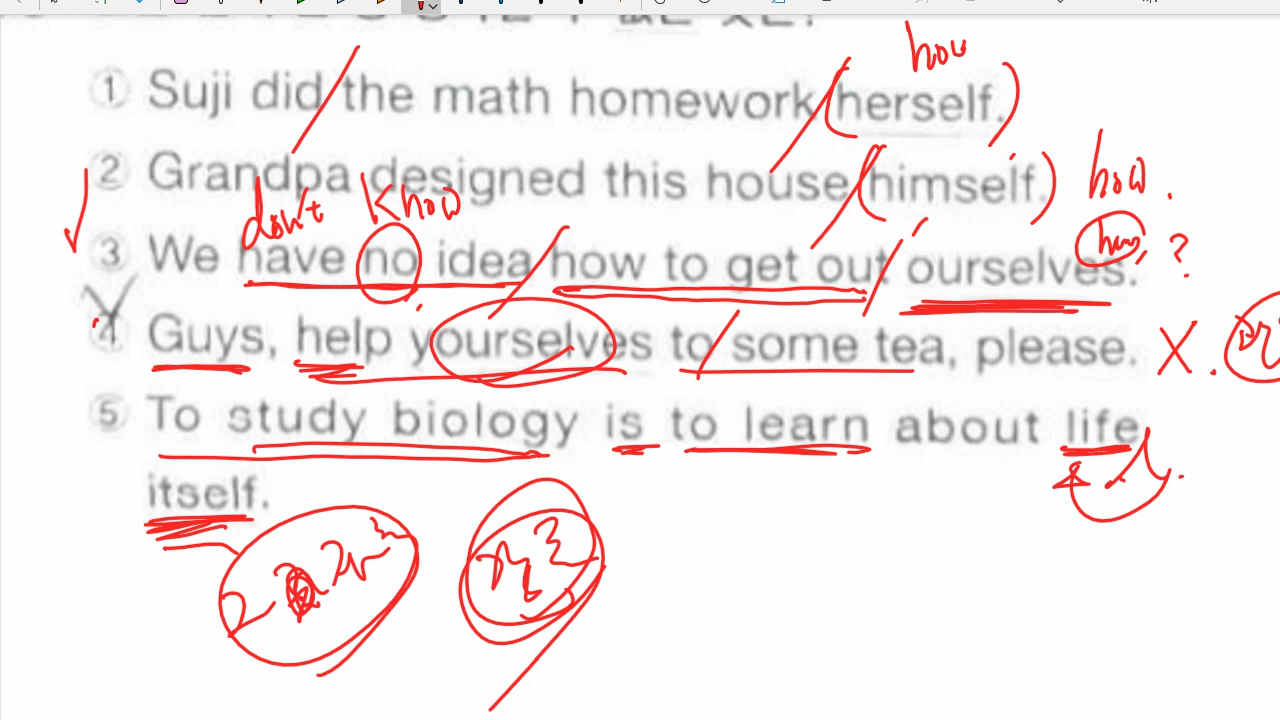 how
① Suji did the math homework (herself.)
② Grandpa designed this house (himself.) how.
don't know
③ We have no idea how to get out ourselves. how ?
④ Guys, help yourselves to some tea, please. X.
⑤ To study biology is to learn about life
itself.